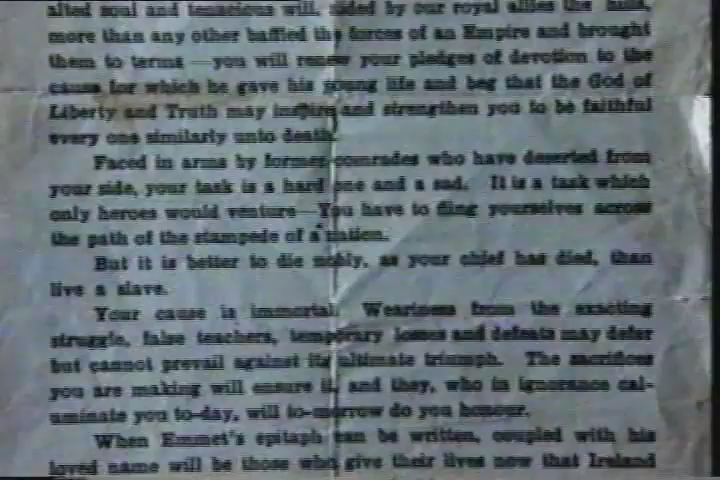 alted soul and tenacious will, aided by our royal allies the hills,
more than any other baffled the forces of an Empire and brought
them to terms—you will renew your pledges of devotion to the
cause for which he gave his young life and beg that the God of
Liberty and Truth may inspire and strengthen you to be faithful
every one similarly unto death.
Faced in arms by former comrades who have deserted from
your side, your task is a hard one and a sad. It is a task which
only heroes would venture—You have to fling yourselves across
the path of the stampede of a nation.
But it is better to die nobly, as your chief has died, than
live a slave.
Your cause is immortal. Weariness from the exacting
struggle, false teachers, temporary losses and defeats may defer
but cannot prevail against its ultimate triumph. The sacrifices
you are making will ensure it, and they, who in ignorance cal-
uminate you to-day, will to-morrow do you honour.
When Emmet's epitaph can be written, coupled with his
loved name will be those who give their lives now that Ireland